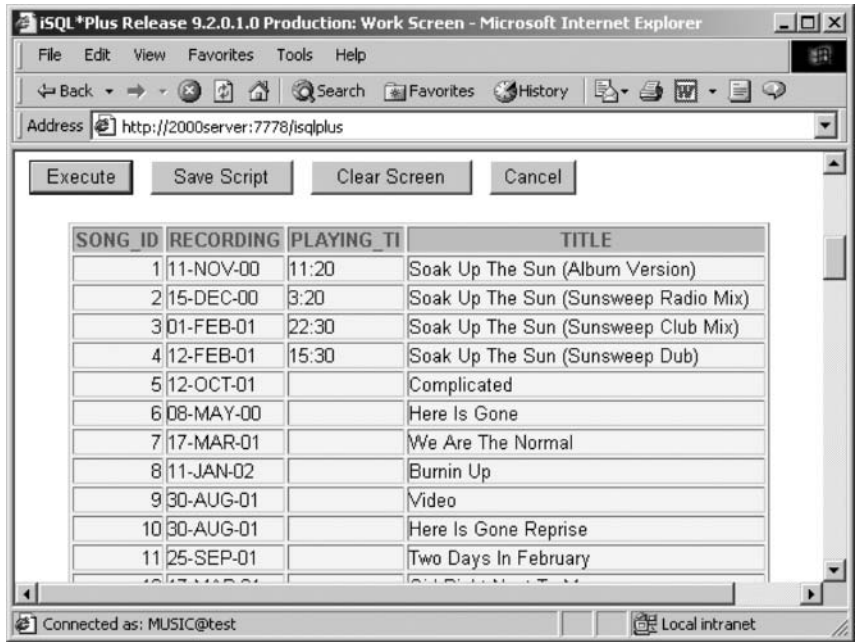 iSQL*Plus Release 9.2.0.1.0 Production: Work Screen - Microsoft Internet Explorer
File Edit View Favorites Tools Help
Back Search Favorites History
Address http://2000server:7778/isqlplus
Execute Save Script Clear Screen Cancel
SONG_ID RECORDING PLAYING_TI TITLE
1 11-NOV-00 11:20 Soak Up The Sun (Album Version)
2 15-DEC-00 3:20 Soak Up The Sun (Sunsweep Radio Mix)
3 01-FEB-01 22:30 Soak Up The Sun (Sunsweep Club Mix)
4 12-FEB-01 15:30 Soak Up The Sun (Sunsweep Dub)
5 12-OCT-01 Complicated
6 08-MAY-00 Here Is Gone
7 17-MAR-01 We Are The Normal
8 11-JAN-02 Burnin Up
9 30-AUG-01 Video
10 30-AUG-01 Here Is Gone Reprise
11 25-SEP-01 Two Days In February
Connected as: MUSIC@test Local intranet